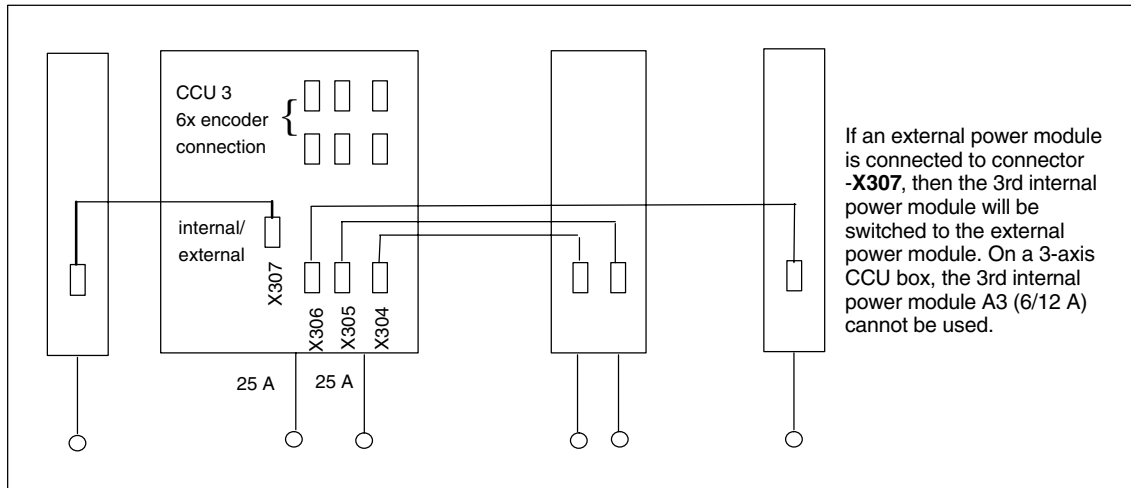 CCU 3
6x encoder
connection
{
internal/
external
X307
X306
X305
X304
25 A
25 A
If an external power module
is connected to connector
-X307, then the 3rd internal
power module will be
switched to the external
power module. On a 3-axis
CCU box, the 3rd internal
power module A3 (6/12 A)
cannot be used.